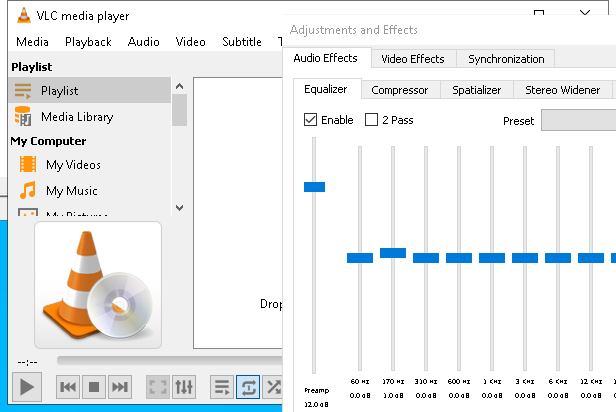 VLC media player
Media Playback Audio Video Subtitle
Playlist
Playlist
Media Library
My Computer
My Videos
My Music
My Pictures
Drop
--:--
Adjustments and Effects
Audio Effects Video Effects Synchronization
Equalizer Compressor Spatializer Stereo Widener
Enable 2 Pass Preset
60 Hz 170 Hz 310 Hz 600 Hz 1 KHz 3 KHz 6 KHz 12 KHz
Preamp 0.0 dB 1.0 dB 0.0 dB 0.0 dB 0.0 dB 0.0 dB 0.0 dB 0.0 dB
12.0 dB